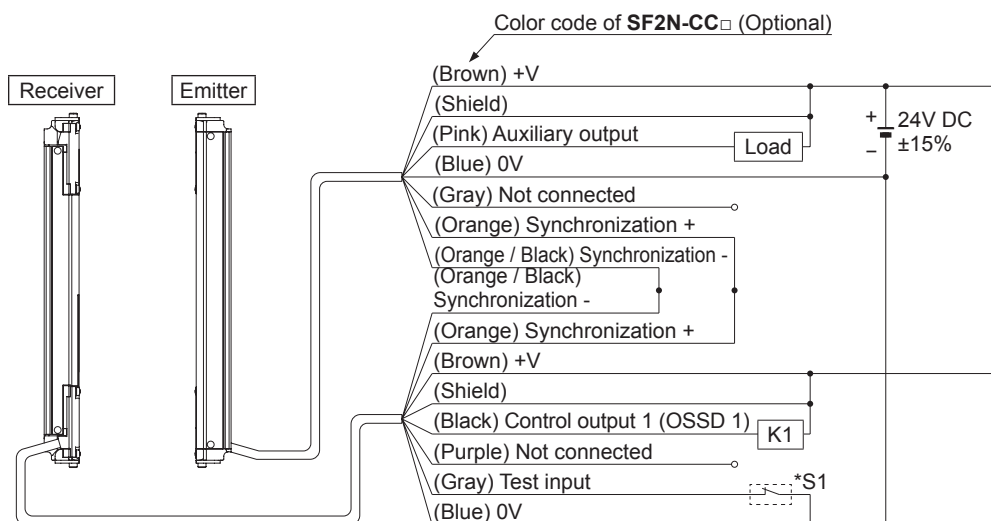 Color code of SF2N-CC□ (Optional)
Receiver
Emitter
(Brown) +V
(Shield)
(Pink) Auxiliary output
Load
+
24V DC
−
±15%
(Blue) 0V
(Gray) Not connected
(Orange) Synchronization +
(Orange / Black) Synchronization -
(Orange / Black)
Synchronization -
(Orange) Synchronization +
(Brown) +V
(Shield)
(Black) Control output 1 (OSSD 1)
K1
(Purple) Not connected
(Gray) Test input
*S1
(Blue) 0V